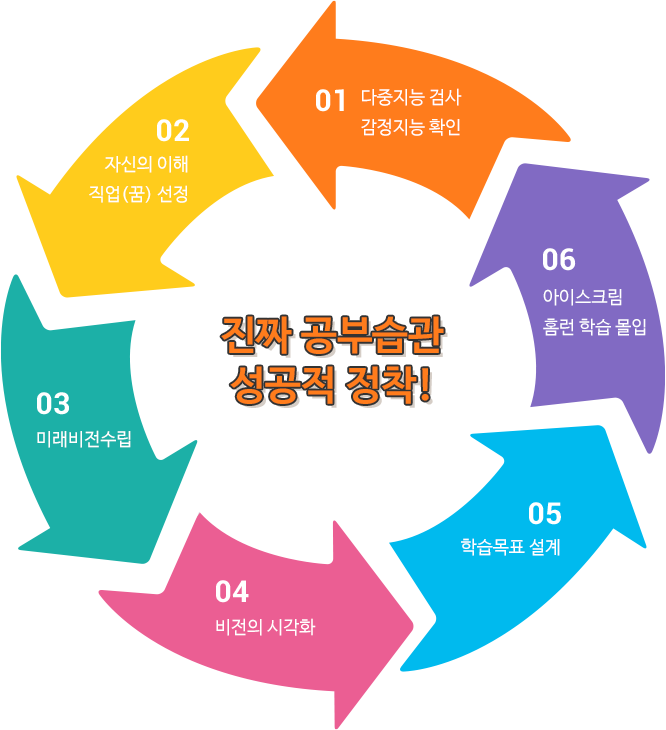 01 다중지능 검사
감정지능 확인
02
자신의 이해
직업(꿈) 선정
03
미래비전수립
04
비전의 시각화
05
학습목표 설계
06
아이스크림
홈런 학습 몰입
진짜 공부습관
성공적 정착!